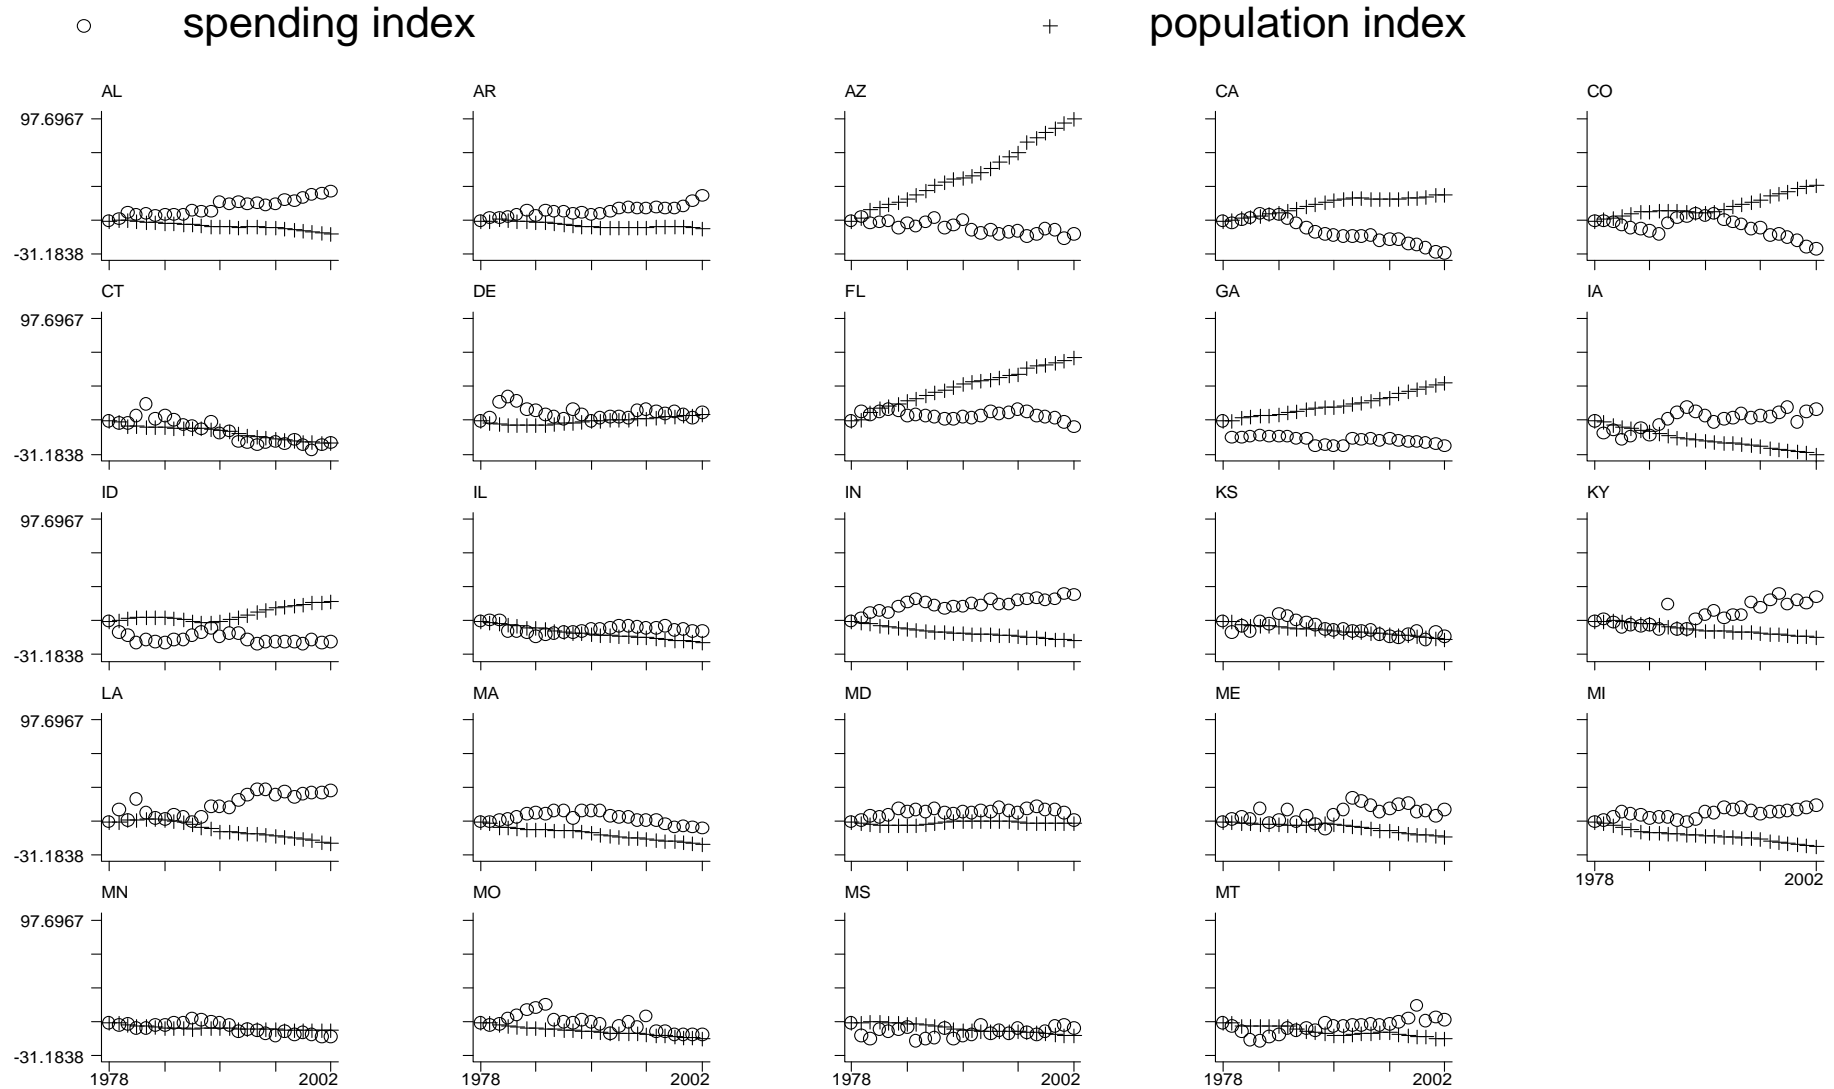 spending index population index
AL AR AZ CA CO
97.6967
-31.1838
CT DE FL GA IA
97.6967
-31.1838
ID IL IN KS KY
97.6967
-31.1838
LA MA MD ME MI
97.6967
-31.1838
1978 2002
MN MO MS MT
97.6967
-31.1838
1978 2002 1978 2002 1978 2002 1978 2002